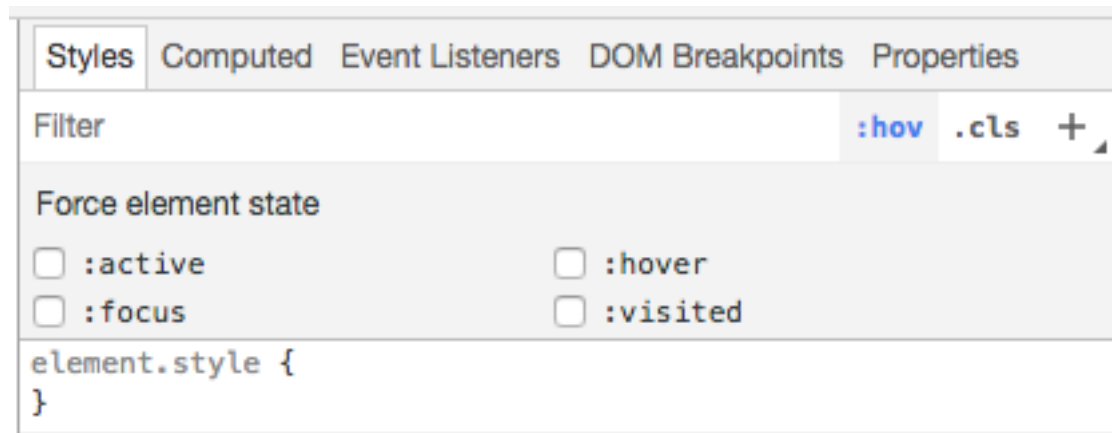 Styles Computed Event Listeners DOM Breakpoints Properties
Filter :hov .cls +
Force element state
:active :hover
:focus :visited
element.style {
}